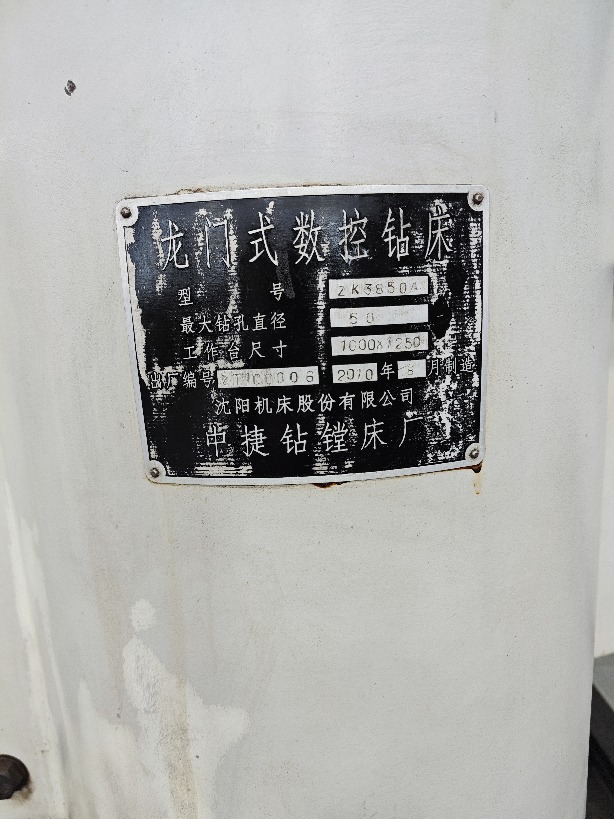 龙门式数控钻床
型号 ZK3850A
最大钻孔直径 50
工作台尺寸 1000×1250
出厂编号 2010年8月制造
沈阳机床股份有限公司
中捷钻镗床厂